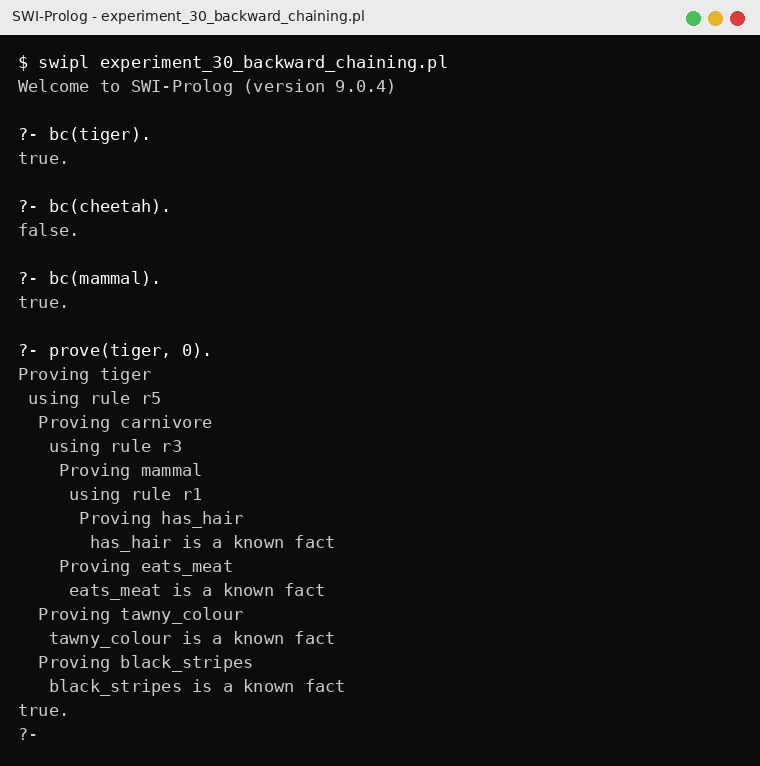 SWI-Prolog - experiment_30_backward_chaining.pl
$ swipl experiment_30_backward_chaining.pl
Welcome to SWI-Prolog (version 9.0.4)
?- bc(tiger).
true.
?- bc(cheetah).
false.
?- bc(mammal).
true.
?- prove(tiger, 0).
Proving tiger
 using rule r5
  Proving carnivore
   using rule r3
    Proving mammal
     using rule r1
      Proving has_hair
       has_hair is a known fact
    Proving eats_meat
     eats_meat is a known fact
  Proving tawny_colour
   tawny_colour is a known fact
  Proving black_stripes
   black_stripes is a known fact
true.
?-